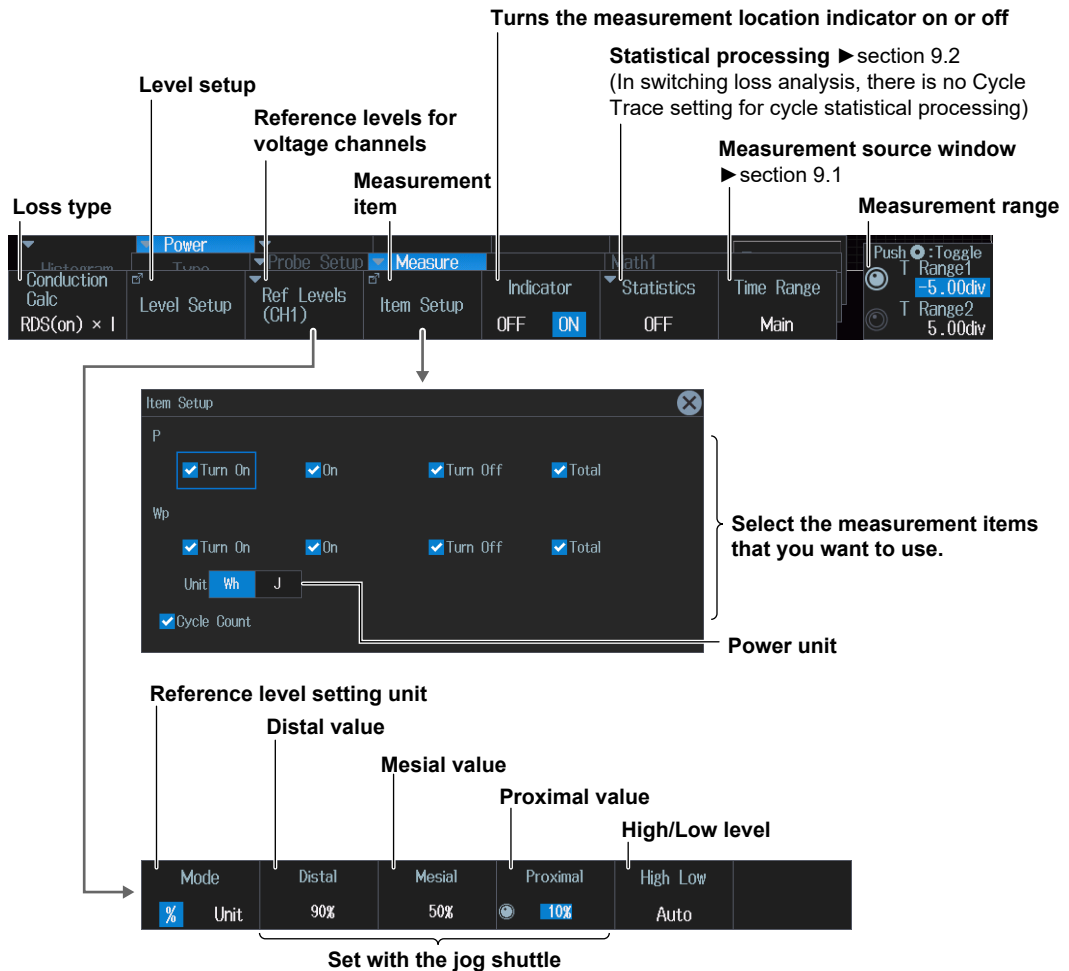 Turns the measurement location indicator on or off
Statistical processing ►section 9.2
(In switching loss analysis, there is no Cycle
Trace setting for cycle statistical processing)
Level setup
Reference levels for
voltage channels
Measurement source window
►section 9.1
Measurement
item
Loss type
Measurement range
Power
Histogram
Type
Probe Setup
Measure
Math1
Push :Toggle
T Range1
-5.00div
T Range2
5.00div
Conduction
Calc
RDS(on) × I
Level Setup
Ref Levels
(CH1)
Item Setup
Indicator
OFF ON
Statistics
OFF
Time Range
Main
Item Setup
P
Turn On On Turn Off Total
Wp
Turn On On Turn Off Total
Unit Wh J
Cycle Count
Select the measurement items
that you want to use.
Power unit
Reference level setting unit
Distal value
Mesial value
Proximal value
High/Low level
Mode Distal Mesial Proximal High Low
% Unit 90% 50% 10% Auto
Set with the jog shuttle